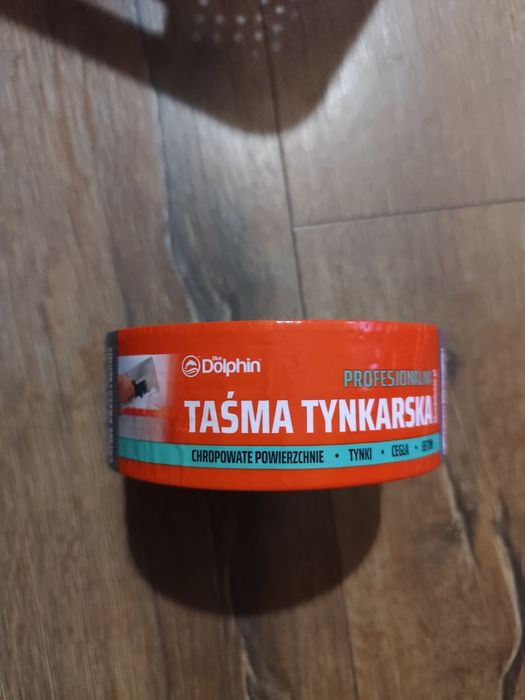 Blue
Dolphin
PROFESJONALNA
TAŚMA TYNKARSKA
CHROPOWATE POWIERZCHNIE • TYNKI • CEGŁA • BETON